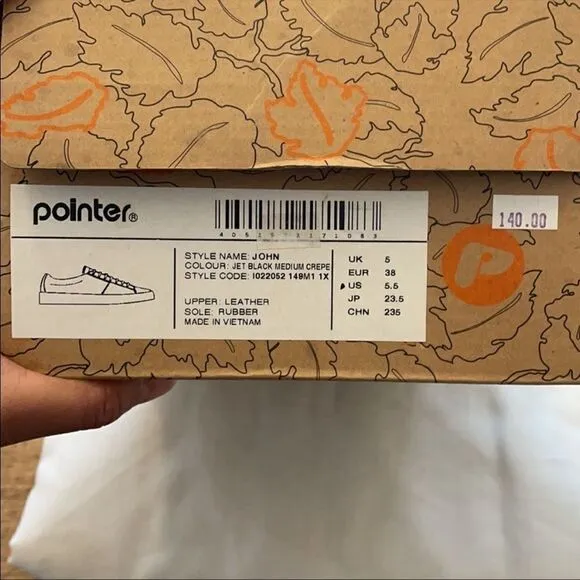 pointer®
140.00
STYLE NAME: JOHN
COLOUR: JET BLACK MEDIUM CREPE
STYLE CODE: I022052 149M1 1X
UPPER: LEATHER
SOLE: RUBBER
MADE IN VIETNAM
UK 5
EUR 38
US 5.5
JP 23.5
CHN 235
P